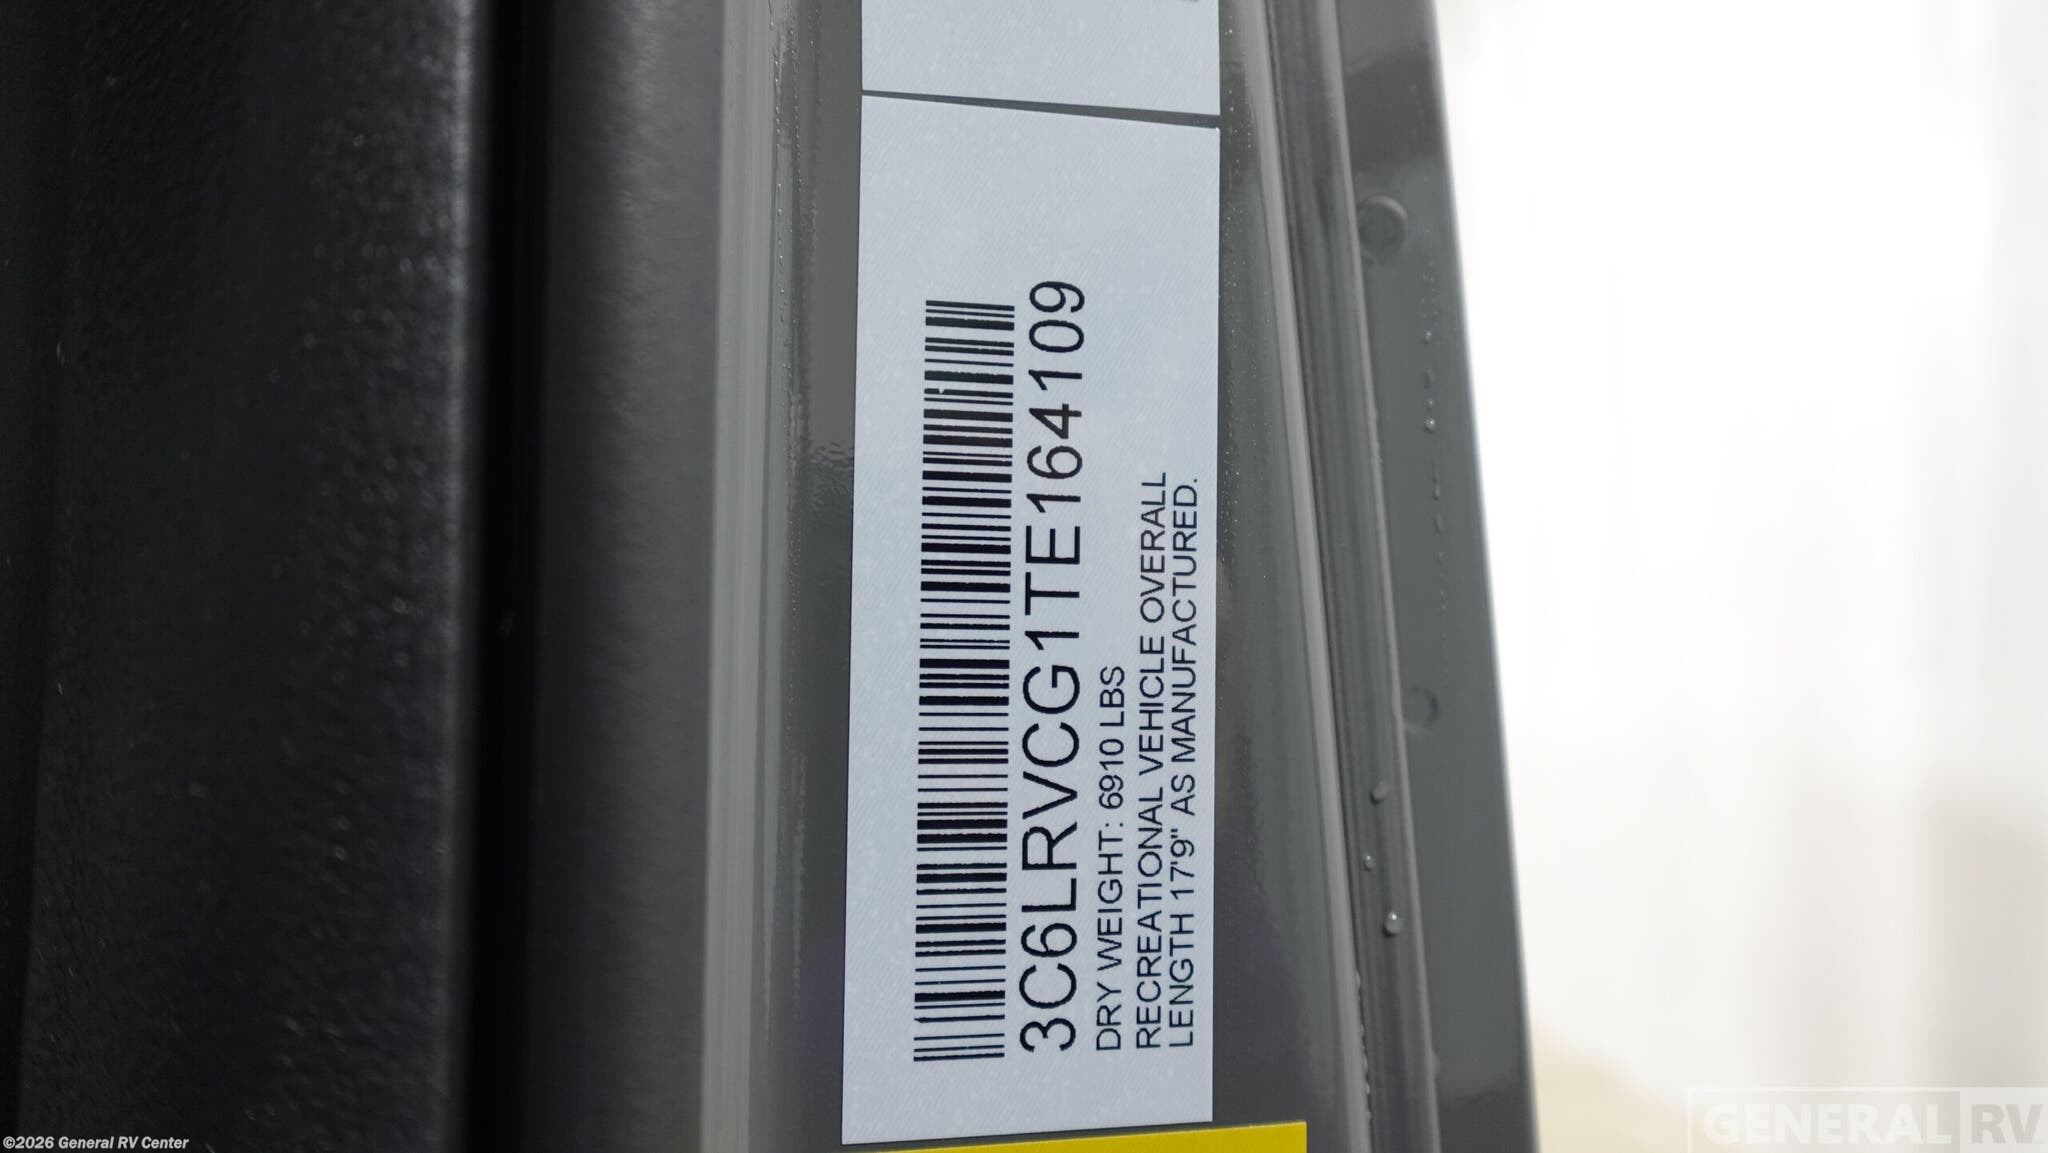 3C6LRVCG1TE164109
DRY WEIGHT: 6910 LBS
RECREATIONAL VEHICLE OVERALL
LENGTH 17'9" AS MANUFACTURED.
©2026 General RV Center
GENERAL RV